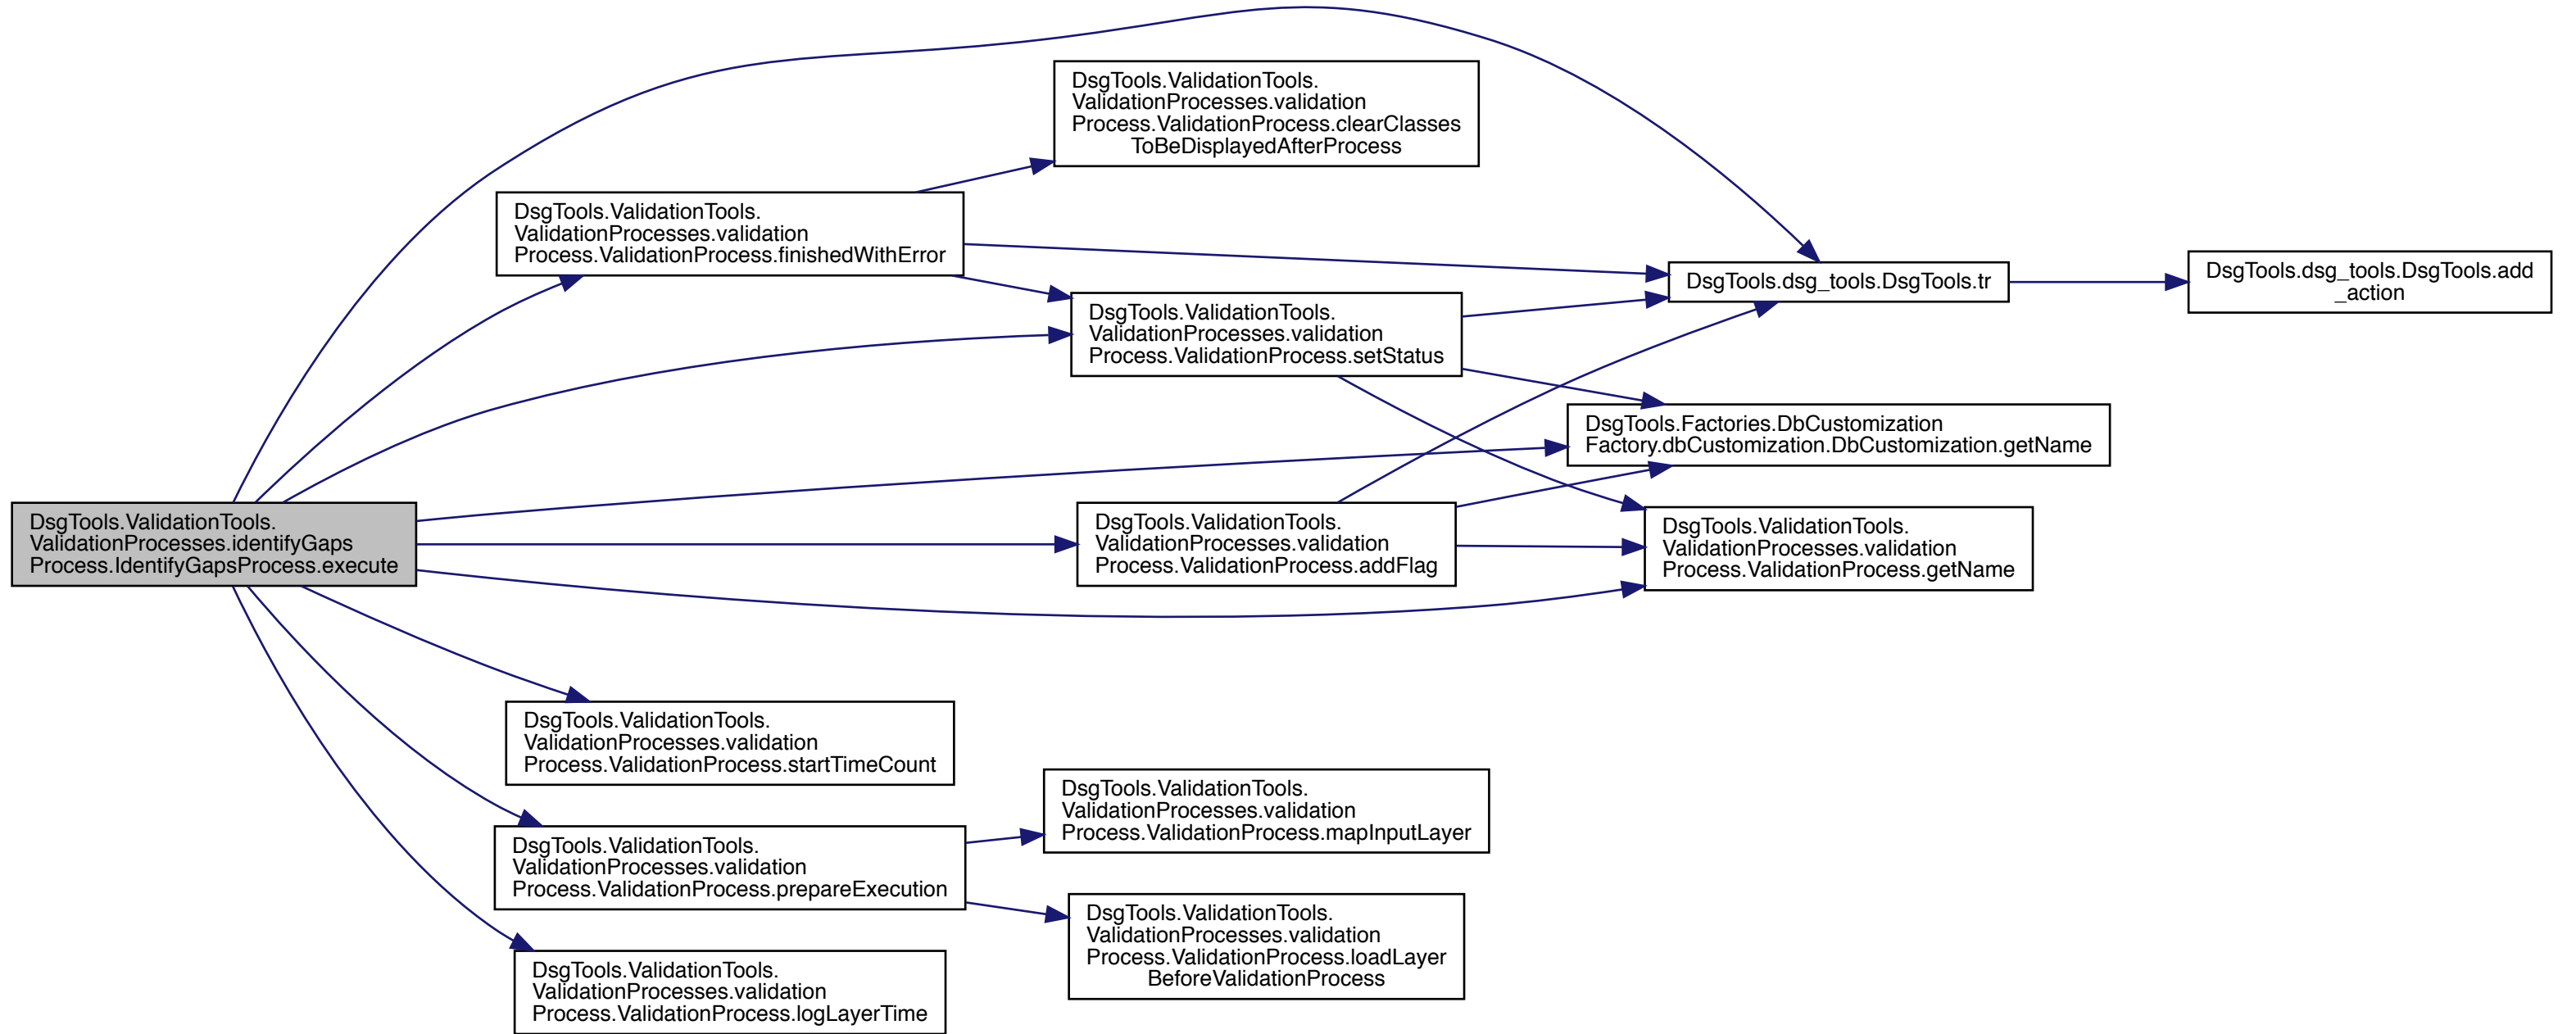 DsgTools.ValidationTools.
ValidationProcesses.identifyGaps
Process.IdentifyGapsProcess.execute
DsgTools.ValidationTools.
ValidationProcesses.validation
Process.ValidationProcess.finishedWithError
DsgTools.ValidationTools.
ValidationProcesses.validation
Process.ValidationProcess.clearClasses
ToBeDisplayedAfterProcess
DsgTools.ValidationTools.
ValidationProcesses.validation
Process.ValidationProcess.setStatus
DsgTools.dsg_tools.DsgTools.tr
DsgTools.dsg_tools.DsgTools.add
_action
DsgTools.Factories.DbCustomization
Factory.dbCustomization.DbCustomization.getName
DsgTools.ValidationTools.
ValidationProcesses.validation
Process.ValidationProcess.addFlag
DsgTools.ValidationTools.
ValidationProcesses.validation
Process.ValidationProcess.getName
DsgTools.ValidationTools.
ValidationProcesses.validation
Process.ValidationProcess.startTimeCount
DsgTools.ValidationTools.
ValidationProcesses.validation
Process.ValidationProcess.prepareExecution
DsgTools.ValidationTools.
ValidationProcesses.validation
Process.ValidationProcess.mapInputLayer
DsgTools.ValidationTools.
ValidationProcesses.validation
Process.ValidationProcess.loadLayer
BeforeValidationProcess
DsgTools.ValidationTools.
ValidationProcesses.validation
Process.ValidationProcess.logLayerTime